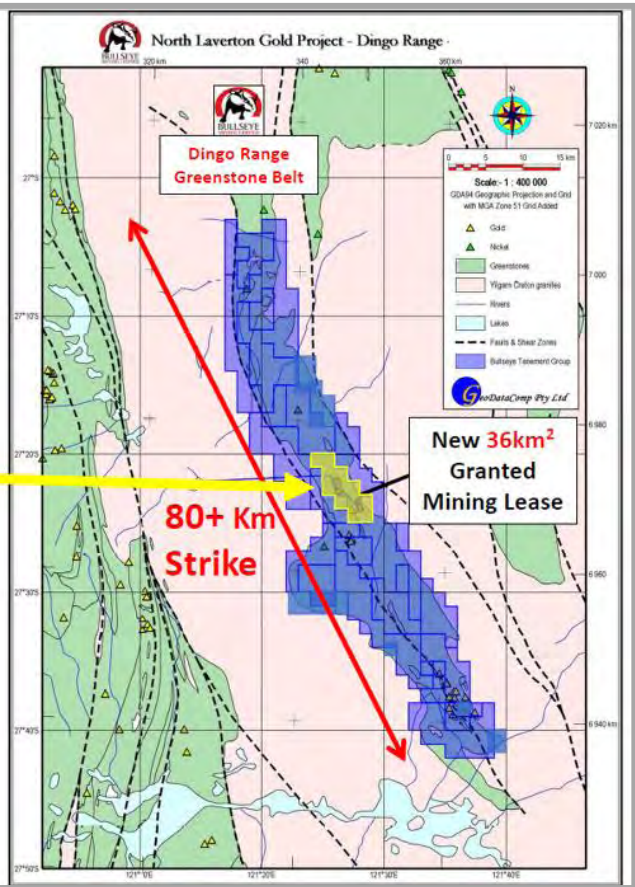 North Laverton Gold Project - Dingo Range
BULLSEYE
320 km
340
360 km
BULLSEYE
Dingo Range
Greenstone Belt
N
7 020
0 5 10 15 km
Scale:- 1 : 400 000
GDA94 Geographic Projection and Grid
with MGA Zone 51 Grid Added
Gold
Nickel
Greenstones
Yilgarn Craton granites
Rivers
Lakes
Faults & Shear Zones
Bullseye Tenement Group
GeoDataComp Pty Ltd
27°5'
7 000
27°10'
6 980
27°20'
New 36km²
Granted
Mining Lease
80+ Km
Strike
27°30'
6 960
27°40'
6 940
27°50'S
121°0'E
121°20'
121°30'
121°40'